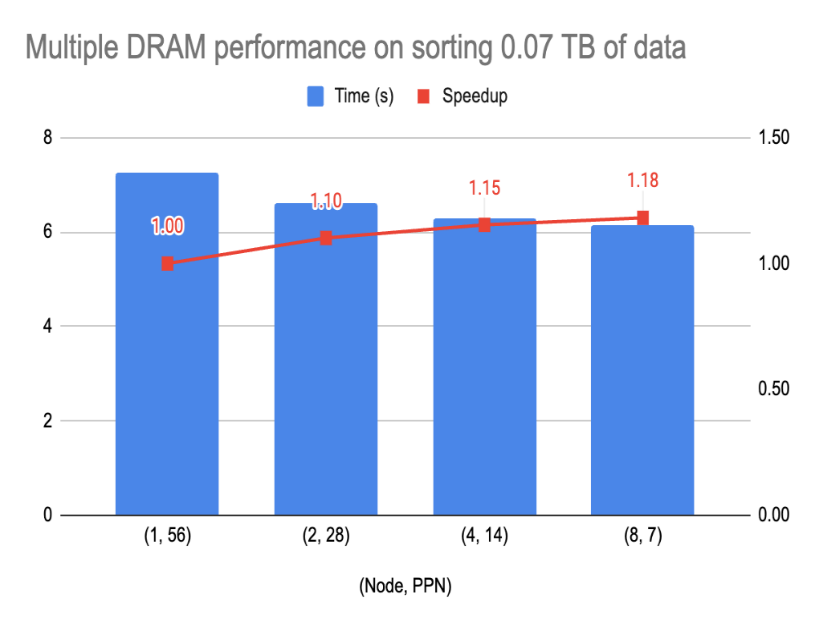 Multiple DRAM performance on sorting 0.07 TB of data
Time (s) Speedup
8 1.50
1.18
1.15
1.10
1.00
6
1.00
4
0.50
2
0 0.00
(1, 56) (2, 28) (4, 14) (8, 7)
(Node, PPN)